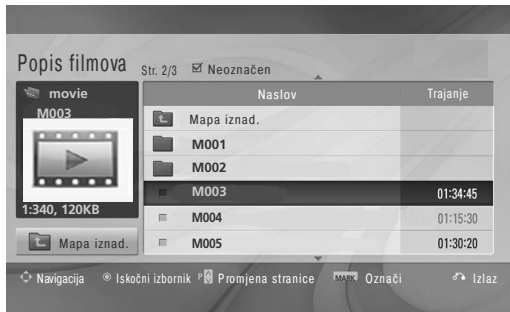 Popis filmova Str. 2/3 Neoznačen
movie
M003
1:340, 120KB
Mapa iznad.
Naslov Trajanje
Mapa iznad.
M001
M002
M003 01:34:45
M004 01:15:30
M005 01:30:20
Navigacija Iskočni izbornik P Promjena stranice MARK Označi Izlaz